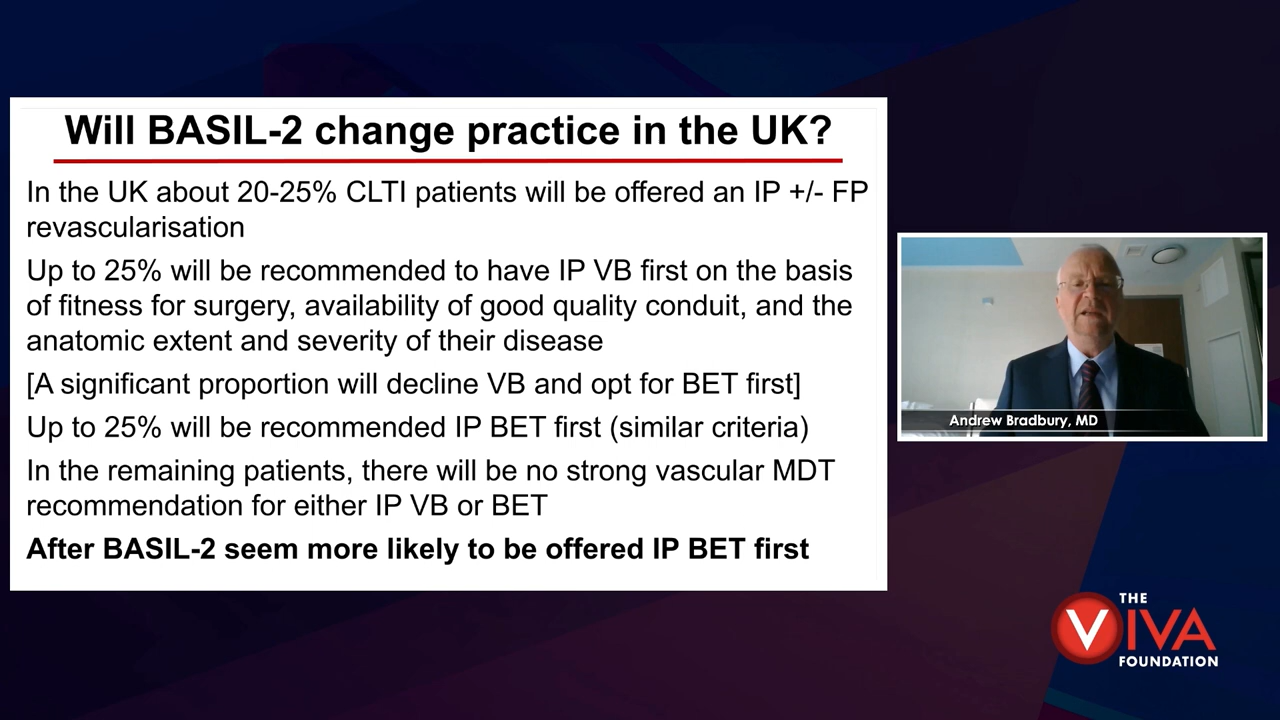 Will BASIL-2 change practice in the UK?
In the UK about 20-25% CLTI patients will be offered an IP +/- FP
revascularisation
Up to 25% will be recommended to have IP VB first on the basis
of fitness for surgery, availability of good quality conduit, and the
anatomic extent and severity of their disease
[A significant proportion will decline VB and opt for BET first]
Up to 25% will be recommended IP BET first (similar criteria)
In the remaining patients, there will be no strong vascular MDT
recommendation for either IP VB or BET
After BASIL-2 seem more likely to be offered IP BET first
Andrew Bradbury, MD
THE
VIVA
FOUNDATION